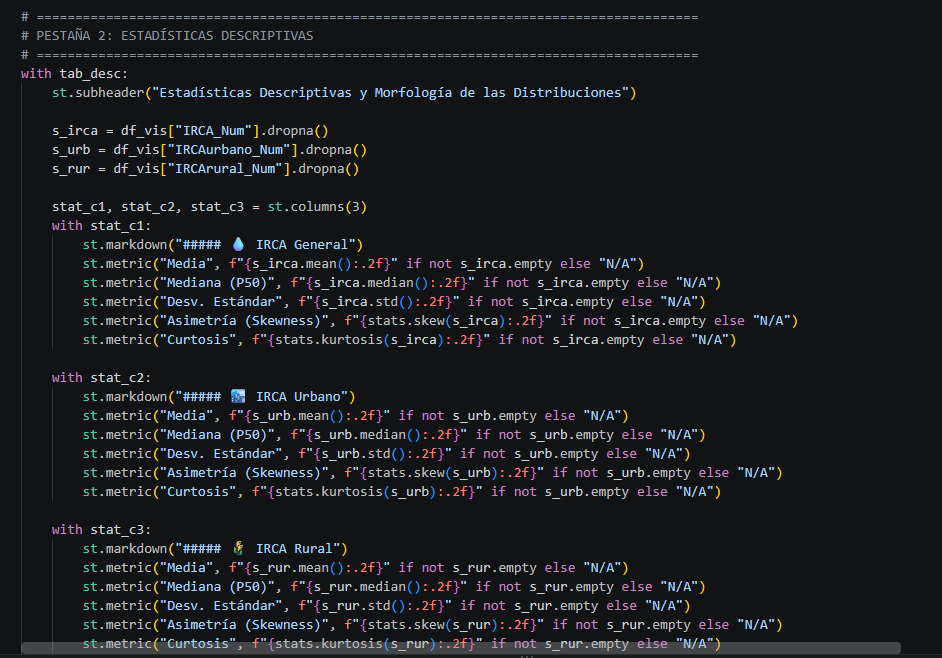 # ======================================================================================
# PESTAÑA 2: ESTADÍSTICAS DESCRIPTIVAS
# ======================================================================================
with tab_desc:
    st.subheader("Estadísticas Descriptivas y Morfología de las Distribuciones")

    s_irca = df_vis["IRCA_Num"].dropna()
    s_urb = df_vis["IRCAurbano_Num"].dropna()
    s_rur = df_vis["IRCArural_Num"].dropna()

    stat_c1, stat_c2, stat_c3 = st.columns(3)
    with stat_c1:
        st.markdown("##### 💧 IRCA General")
        st.metric("Media", f"{s_irca.mean():.2f}" if not s_irca.empty else "N/A")
        st.metric("Mediana (P50)", f"{s_irca.median():.2f}" if not s_irca.empty else "N/A")
        st.metric("Desv. Estándar", f"{s_irca.std():.2f}" if not s_irca.empty else "N/A")
        st.metric("Asimetría (Skewness)", f"{stats.skew(s_irca):.2f}" if not s_irca.empty else "N/A")
        st.metric("Curtosis", f"{stats.kurtosis(s_irca):.2f}" if not s_irca.empty else "N/A")

    with stat_c2:
        st.markdown("##### 🏙️ IRCA Urbano")
        st.metric("Media", f"{s_urb.mean():.2f}" if not s_urb.empty else "N/A")
        st.metric("Mediana (P50)", f"{s_urb.median():.2f}" if not s_urb.empty else "N/A")
        st.metric("Desv. Estándar", f"{s_urb.std():.2f}" if not s_urb.empty else "N/A")
        st.metric("Asimetría (Skewness)", f"{stats.skew(s_urb):.2f}" if not s_urb.empty else "N/A")
        st.metric("Curtosis", f"{stats.kurtosis(s_urb):.2f}" if not s_urb.empty else "N/A")

    with stat_c3:
        st.markdown("##### 🌾 IRCA Rural")
        st.metric("Media", f"{s_rur.mean():.2f}" if not s_rur.empty else "N/A")
        st.metric("Mediana (P50)", f"{s_rur.median():.2f}" if not s_rur.empty else "N/A")
        st.metric("Desv. Estándar", f"{s_rur.std():.2f}" if not s_rur.empty else "N/A")
        st.metric("Asimetría (Skewness)", f"{stats.skew(s_rur):.2f}" if not s_rur.empty else "N/A")
        st.metric("Curtosis", f"{stats.kurtosis(s_rur):.2f}" if not s_rur.empty else "N/A")